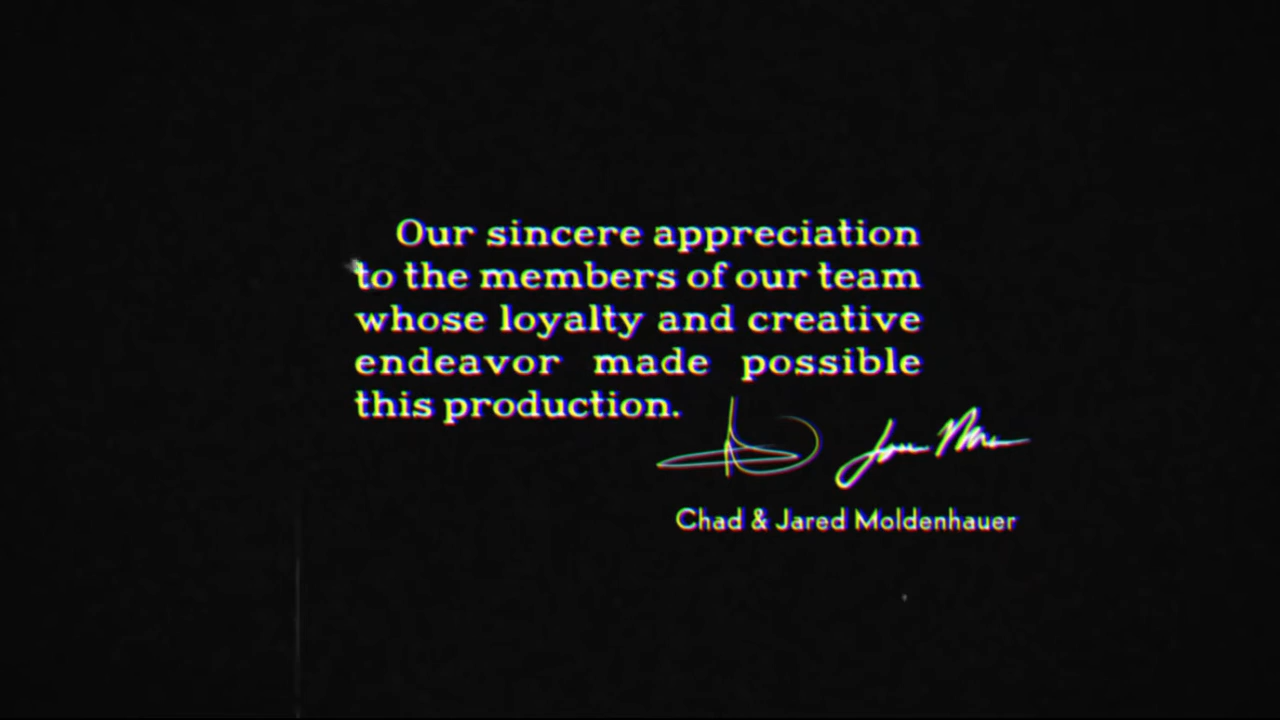 Our sincere appreciation
to the members of our team
whose loyalty and creative
endeavor made possible
this production.
Chad & Jared Moldenhauer